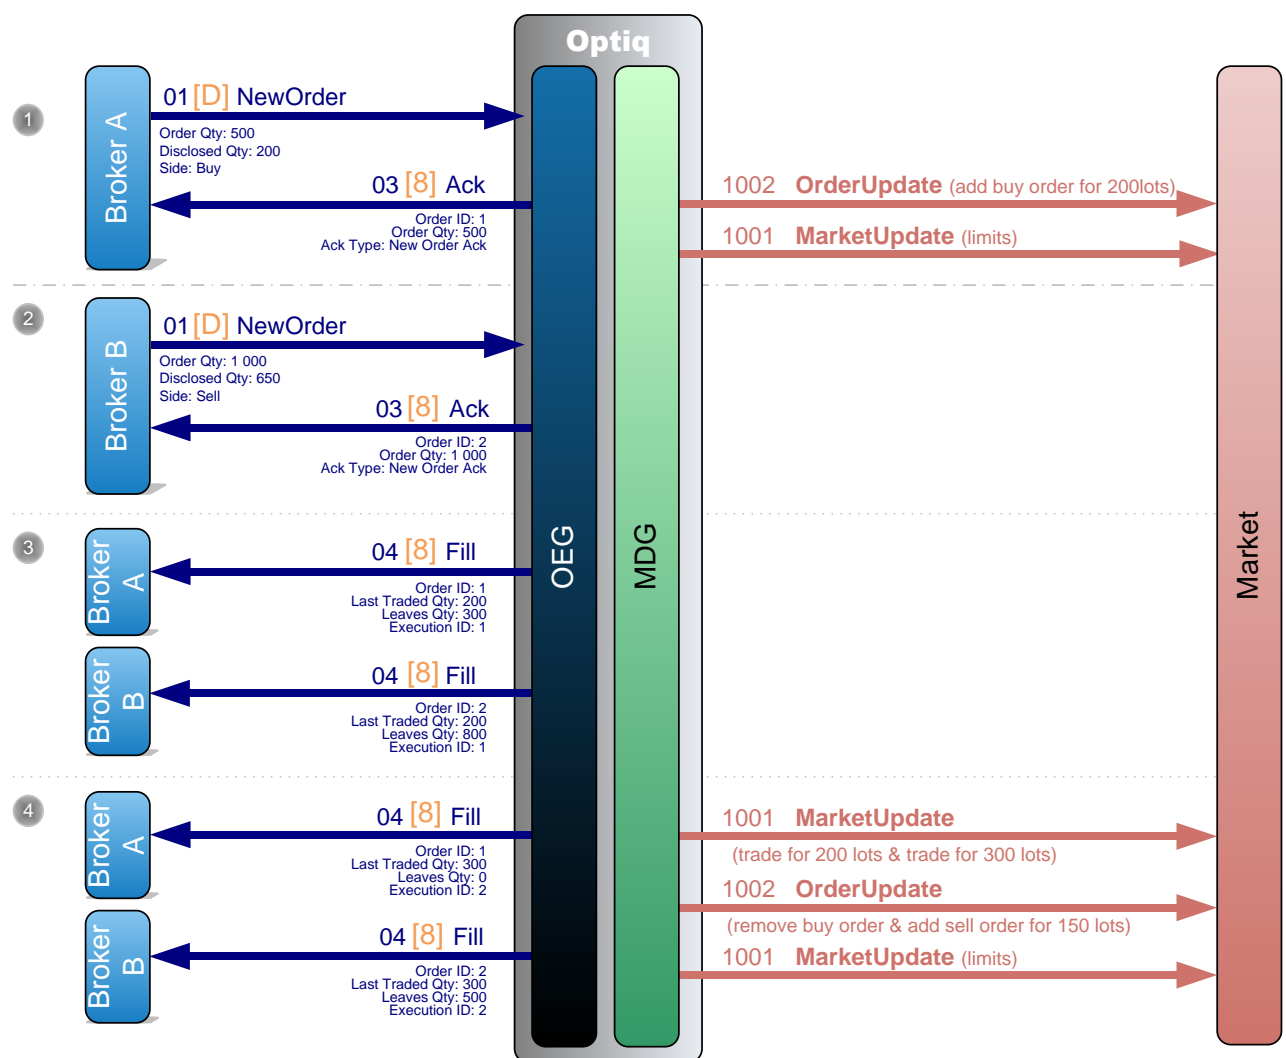 Optiq
1
Broker A
01 [D] NewOrder
Order Qty: 500
Disclosed Qty: 200
Side: Buy
03 [8] Ack
Order ID: 1
Order Qty: 500
Ack Type: New Order Ack
1002 OrderUpdate (add buy order for 200lots)
1001 MarketUpdate (limits)
2
Broker B
01 [D] NewOrder
Order Qty: 1 000
Disclosed Qty: 650
Side: Sell
03 [8] Ack
Order ID: 2
Order Qty: 1 000
Ack Type: New Order Ack
OEG
MDG
Market
3
Broker
A
04 [8] Fill
Order ID: 1
Last Traded Qty: 200
Leaves Qty: 300
Execution ID: 1
Broker
B
04 [8] Fill
Order ID: 2
Last Traded Qty: 200
Leaves Qty: 800
Execution ID: 1
4
Broker
A
04 [8] Fill
Order ID: 1
Last Traded Qty: 300
Leaves Qty: 0
Execution ID: 2
1001 MarketUpdate
(trade for 200 lots & trade for 300 lots)
1002 OrderUpdate
(remove buy order & add sell order for 150 lots)
1001 MarketUpdate (limits)
Broker
B
04 [8] Fill
Order ID: 2
Last Traded Qty: 300
Leaves Qty: 500
Execution ID: 2